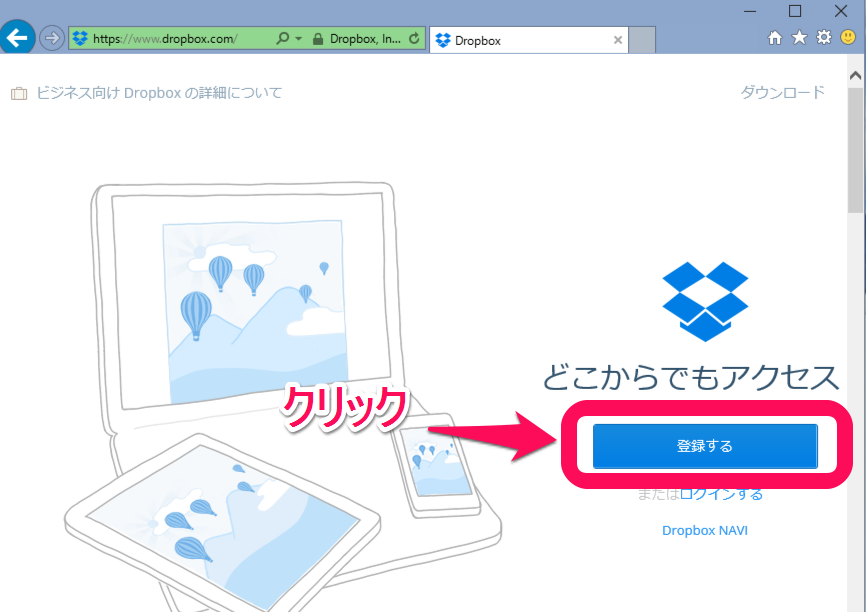 https://www.dropbox.com/
Dropbox, In...
Dropbox
ビジネス向け Dropbox の詳細について
ダウンロード
どこからでもアクセス
クリック
登録する
またはログインする
Dropbox NAVI